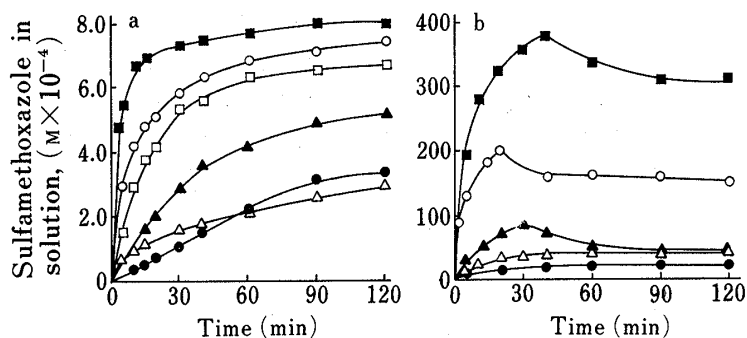 Sulfamethoxazole in
solution, (M×10⁻⁴)
a
8.0
6.0
4.0
2.0
0
0 30 60 90 120
Time (min)
b
400
300
200
100
0
0 30 60 90 120
Time (min)